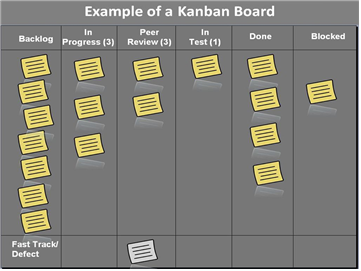 Example of a Kanban Board
Backlog
In
Progress (3)
Peer
Review (3)
In
Test (1)
Done
Blocked
Fast Track/
Defect